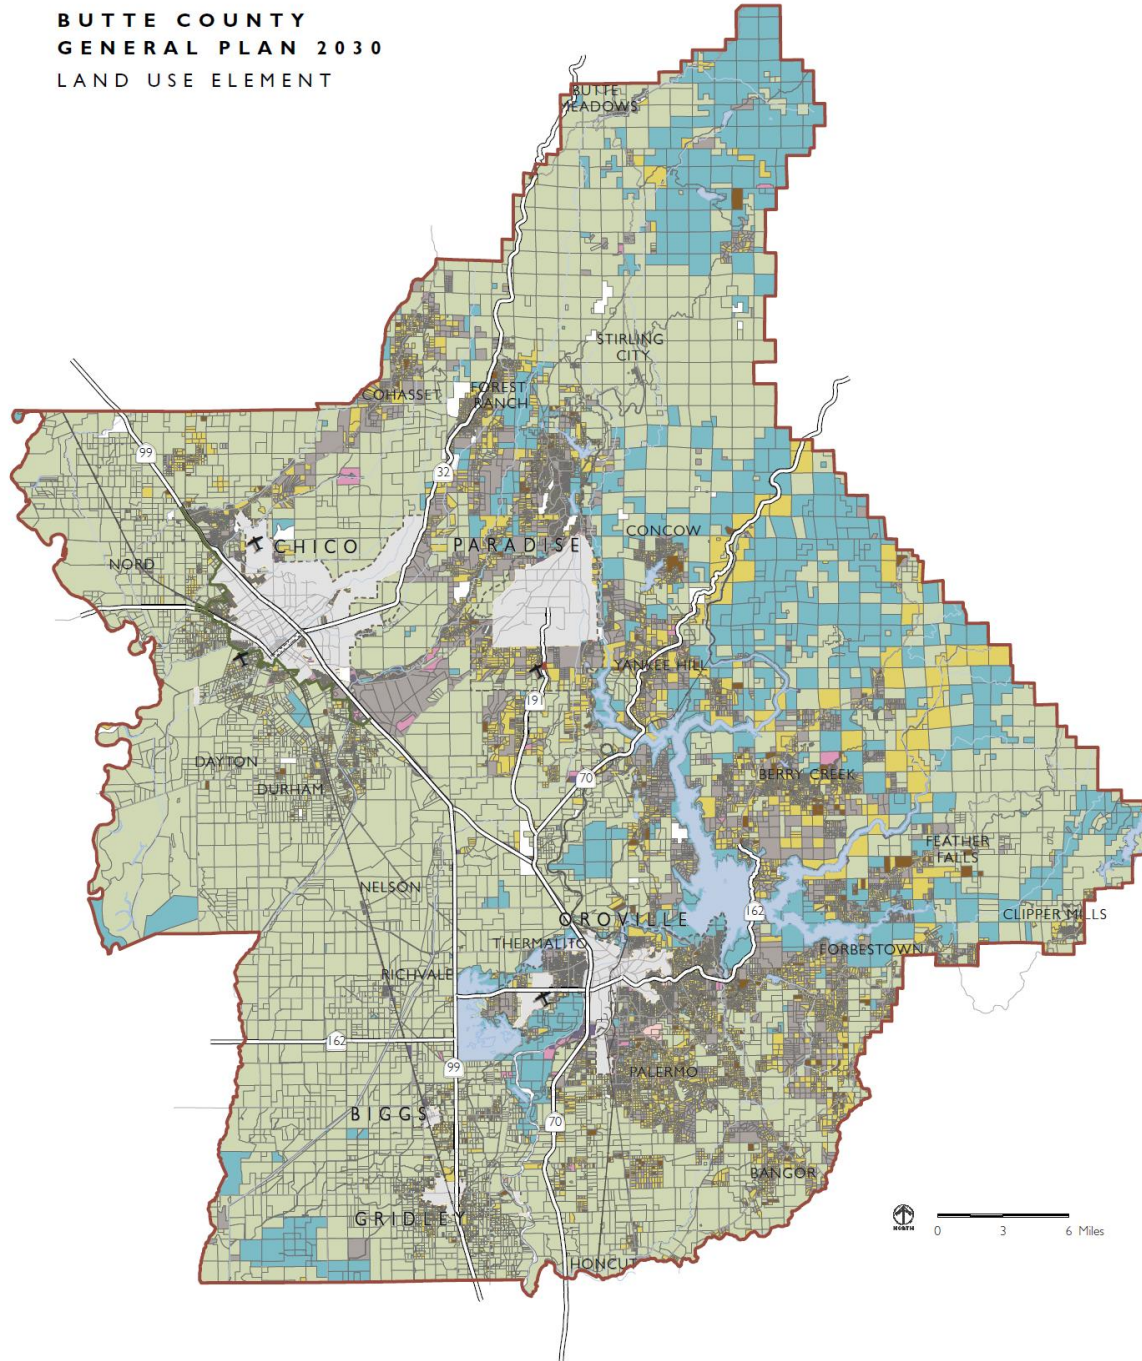 BUTTE COUNTY
GENERAL PLAN 2030
LAND USE ELEMENT
BUTTE
MEADOWS
STIRLING
CITY
COHASSET
FOREST
RANCH
99
32
CONCOW
CHICO
PARADISE
NORD
YANKEE HILL
191
DAYTON
DURHAM
70
BERRY CREEK
FEATHER
FALLS
NELSON
OROVILLE
162
CLIPPER MILLS
THERMALITO
FORBESTOWN
RICHVALE
162
99
PALERMO
BIGGS
70
BANGOR
GRIDLEY
NORTH
0 3 6 Miles
HONCUT